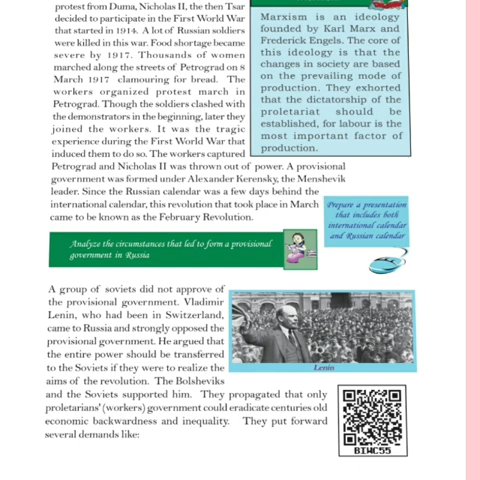 protest from Duma, Nicholas II, the then Tsar
decided to participate in the First World War
that started in 1914. A lot of Russian soldiers
were killed in this war. Food shortage became
severe by 1917. Thousands of women
marched along the streets of Petrograd on 8
March 1917 clamouring for bread. The
workers organized protest march in
Petrograd. Though the soldiers clashed with
the demonstrators in the beginning, later they
joined the workers. It was the tragic
experience during the First World War that
induced them to do so. The workers captured
Petrograd and Nicholas II was thrown out of power. A provisional
government was formed under Alexander Kerensky, the Menshevik
leader. Since the Russian calendar was a few days behind the
international calendar, this revolution that took place in March
came to be known as the February Revolution.
Marxism is an ideology
founded by Karl Marx and
Frederick Engels. The core of
this ideology is that the
changes in society are based
on the prevailing mode of
production. They exhorted
that the dictatorship of the
proletariat should be
established, for labour is the
most important factor of
production.
Prepare a presentation
that includes both
international calendar
and Russian calendar
Analyze the circumstances that led to form a provisional
government in Russia
A group of soviets did not approve of
the provisional government. Vladimir
Lenin, who had been in Switzerland,
came to Russia and strongly opposed the
provisional government. He argued that
the entire power should be transferred
to the Soviets if they were to realize the
aims of the revolution. The Bolsheviks
and the Soviets supported him. They propagated that only
proletarians' (workers) government could eradicate centuries old
economic backwardness and inequality. They put forward
several demands like:
Lenin
BIWC55